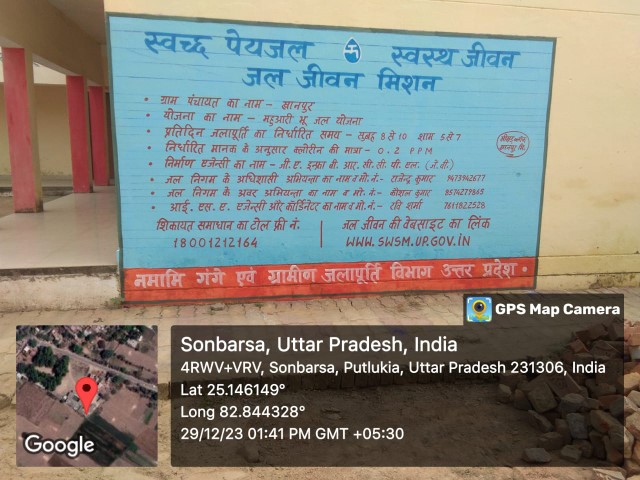 स्वच्छ पेयजल स्वस्थ जीवन
जल जीवन मिशन
• ग्राम पंचायत का नाम - खानपुर
• योजना का नाम - महुआरी भू जल योजना
• प्रतिदिन जलापूर्ति का निर्धारित समय - सुबह 8 से 10 शाम 5 से 7
• निर्धारित मानक के अनुसार क्लोरीन की मात्रा - 0.2 PPM
• निर्माण एजेन्सी का नाम - जी.ए. इन्फ्रा बी. आर. सी. सी. पी. एल. (जे.वी.)
• जल निगम के अधिशासी अभियन्ता का नाम व मो. नं.- राजेन्द्र कुमार 9473942677
• जल निगम के अवर अभियन्ता का नाम व मो. नं.- कौशल कुमार 8574277865
• आई. एस. ए. एजेन्सी और कॉर्डिनेटर का नाम व मो. नं.- रवि शर्मा 7611822528
शिकायत समाधान का टोल फ्री नं.
18001212164
जल जीवन की वेबसाइट का लिंक
WWW.SWSM.UP.GOV.IN
नमामि गंगे एवं ग्रामीण जलापूर्ति विभाग उत्तर प्रदेश •
GPS Map Camera
Sonbarsa, Uttar Pradesh, India
4RWV+VRV, Sonbarsa, Putlukia, Uttar Pradesh 231306, India
Lat 25.146149°
Long 82.844328°
29/12/23 01:41 PM GMT +05:30
Google